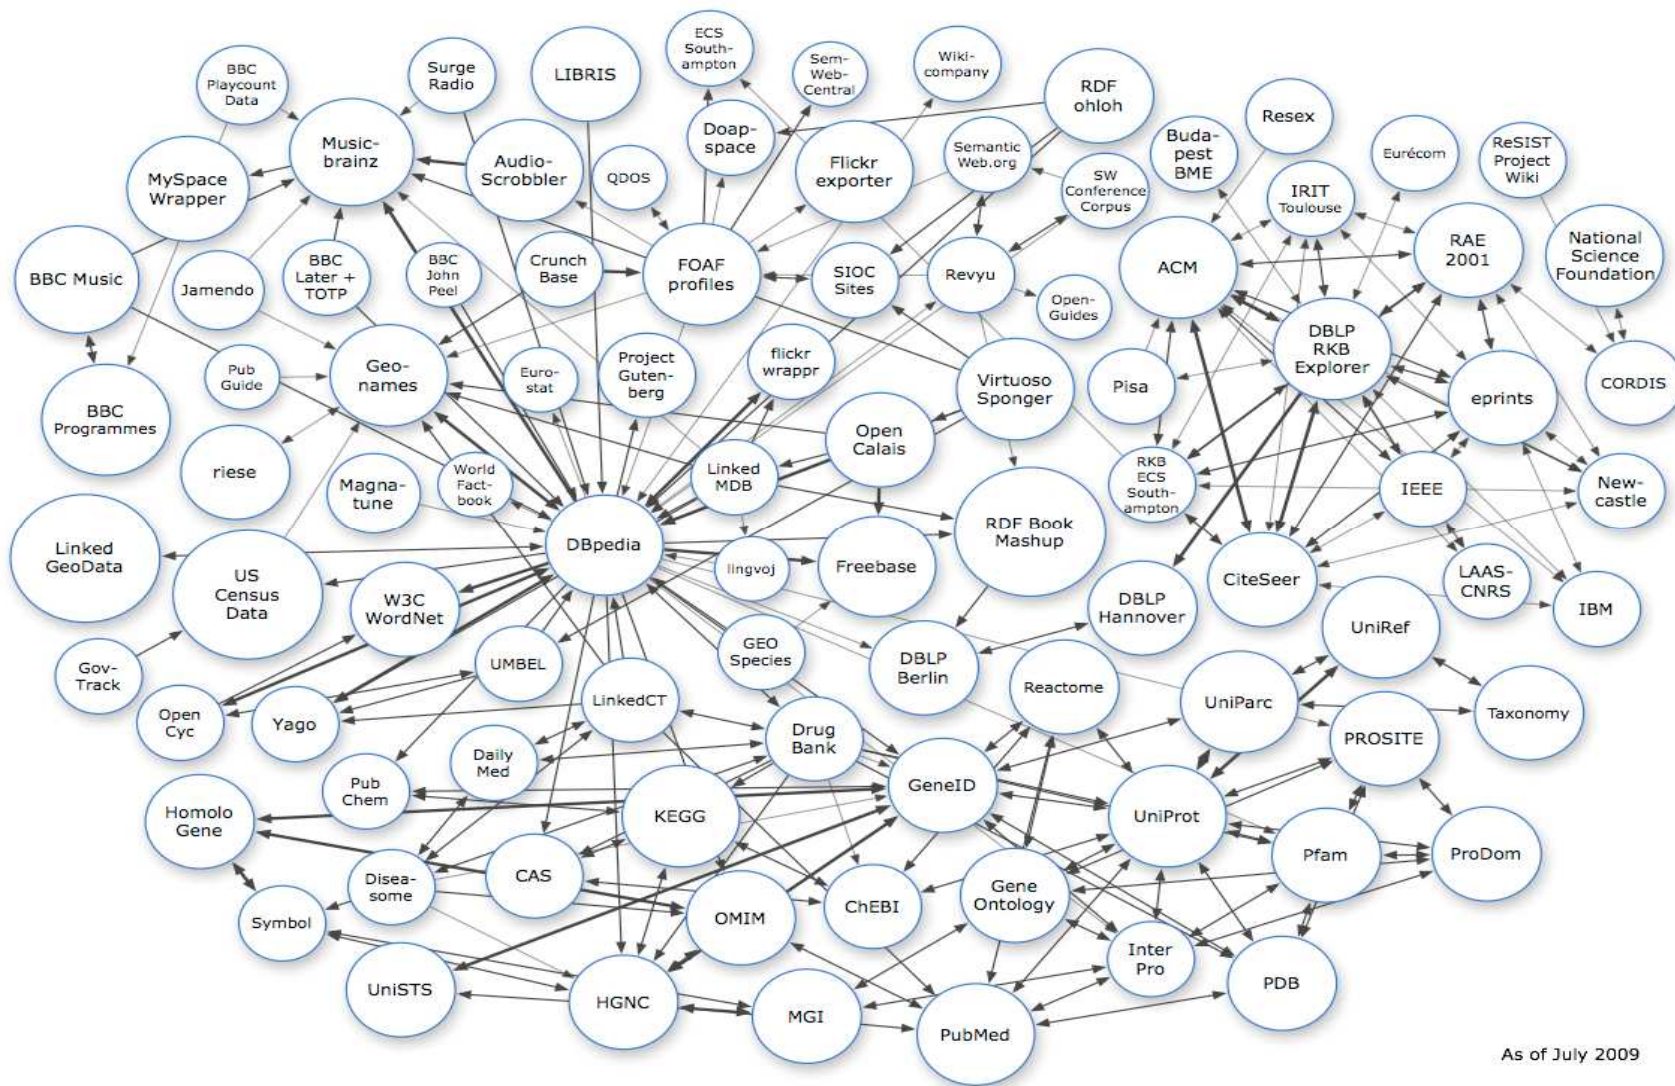 BBC
Playcount
Data
Surge
Radio
LIBRIS
ECS
South-
ampton
Sem-
Web-
Central
Wiki-
company
RDF
ohloh
Resex
Music-
brainz
Audio-
Scrobbler
QDOS
Doap-
space
Flickr
exporter
Semantic
Web.org
SW
Conference
Corpus
Buda-
pest
BME
IRIT
Toulouse
Eurécom
ReSIST
Project
Wiki
MySpace
Wrapper
BBC Music
Jamendo
BBC
Later +
TOTP
BBC
John
Peel
Crunch
Base
FOAF
profiles
SIOC
Sites
Revyu
Open-
Guides
ACM
RAE
2001
National
Science
Foundation
BBC
Programmes
Pub
Guide
Geo-
names
Euro-
stat
Project
Guten-
berg
flickr
wrappr
Virtuoso
Sponger
Pisa
DBLP
RKB
Explorer
eprints
CORDIS
riese
Magna-
tune
World
Fact-
book
Linked
MDB
Open
Calais
RKB
ECS
South-
ampton
IEEE
New-
castle
Linked
GeoData
US
Census
Data
W3C
WordNet
DBpedia
lingvoj
Freebase
RDF Book
Mashup
DBLP
Hannover
CiteSeer
LAAS-
CNRS
IBM
Gov-
Track
Open
Cyc
Yago
UMBEL
LinkedCT
GEO
Species
DBLP
Berlin
Reactome
UniParc
UniRef
Taxonomy
Homolo
Gene
Pub
Chem
Daily
Med
KEGG
Drug
Bank
GeneID
UniProt
PROSITE
Pfam
ProDom
Symbol
Disea-
some
CAS
OMIM
ChEBI
Gene
Ontology
Inter
Pro
PDB
UniSTS
HGNC
MGI
PubMed
As of July 2009